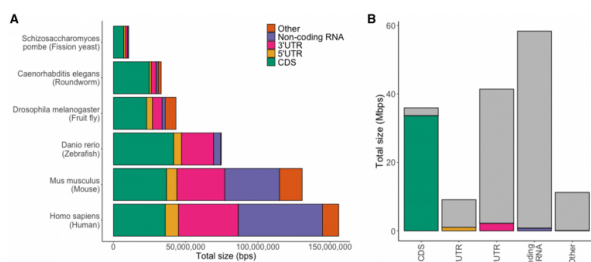 A
Schizosaccharomyces
pombe (Fission yeast)
Caenorhabditis elegans
(Roundworm)
Drosophila melanogaster
(Fruit fly)
Danio rerio
(Zebrafish)
Mus musculus
(Mouse)
Homo sapiens
(Human)
Other
Non-coding RNA
3'UTR
5'UTR
CDS
0 50,000,000 100,000,000 150,000,000
Total size (bps)
B
Total size (Mbps)
60
40
20
0
CDS
UTR
UTR
coding
RNA
Other